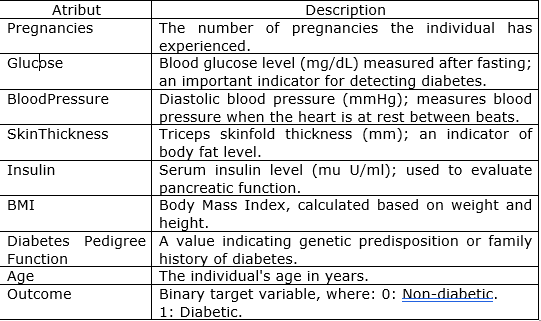 Atribut Description
Pregnancies The number of pregnancies the individual has
experienced.
Glucose Blood glucose level (mg/dL) measured after fasting;
an important indicator for detecting diabetes.
BloodPressure Diastolic blood pressure (mmHg); measures blood
pressure when the heart is at rest between beats.
SkinThickness Triceps skinfold thickness (mm); an indicator of
body fat level.
Insulin Serum insulin level (mu U/ml); used to evaluate
pancreatic function.
BMI Body Mass Index, calculated based on weight and
height.
Diabetes Pedigree A value indicating genetic predisposition or family
Function history of diabetes.
Age The individual's age in years.
Outcome Binary target variable, where: 0: Non-diabetic.
1: Diabetic.